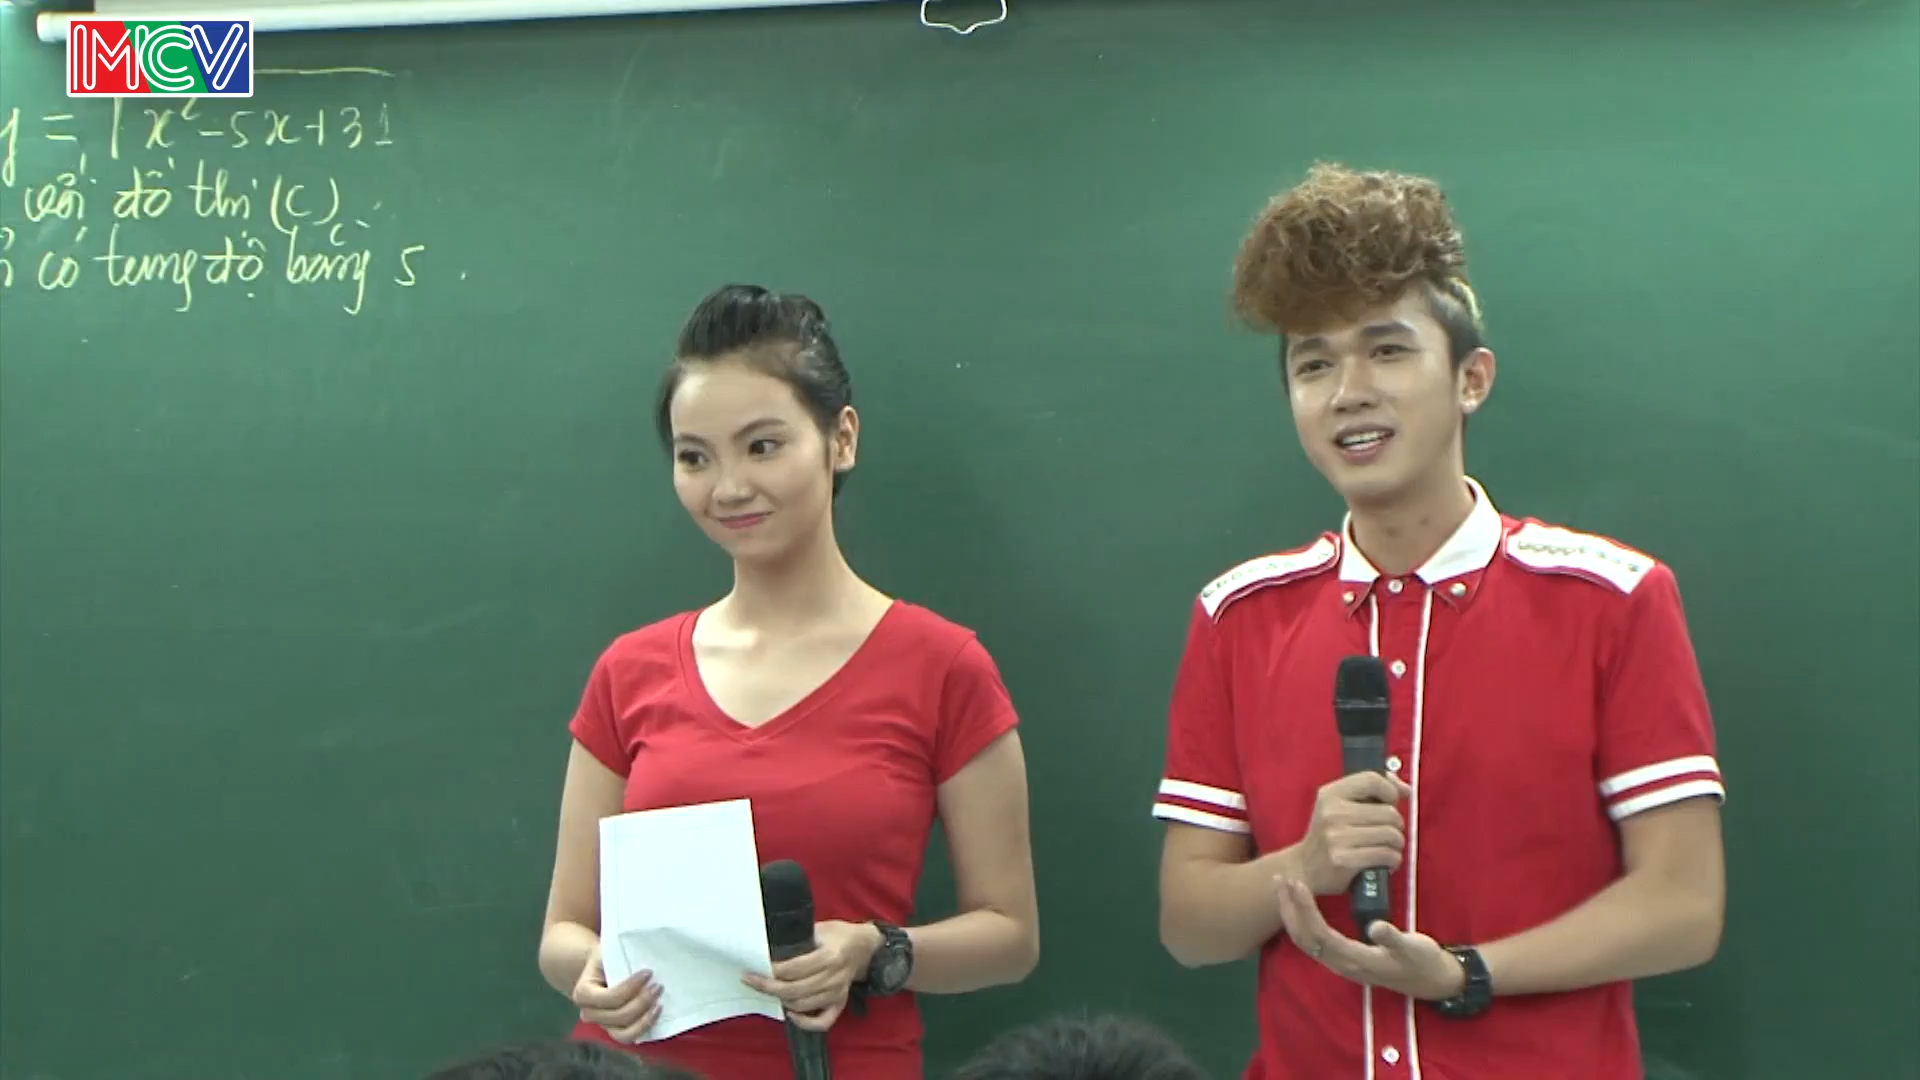 MCV
y = |x²-5x+3|
với đồ thị (C)
có tung độ bằng 5.